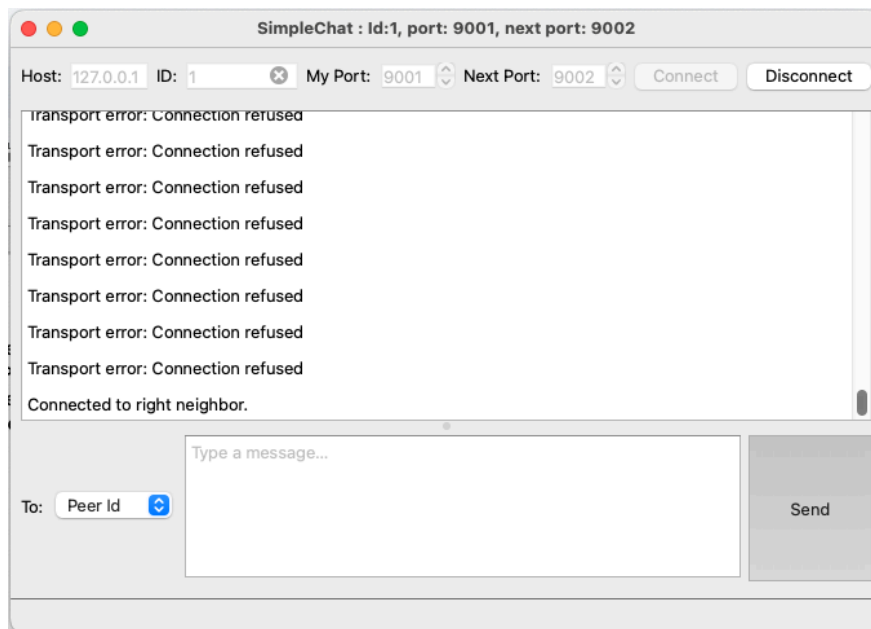 SimpleChat : Id:1, port: 9001, next port: 9002
Host: 127.0.0.1 ID: 1 My Port: 9001 Next Port: 9002 Connect Disconnect
Transport error: Connection refused
Transport error: Connection refused
Transport error: Connection refused
Transport error: Connection refused
Transport error: Connection refused
Transport error: Connection refused
Transport error: Connection refused
Transport error: Connection refused
Connected to right neighbor.
Type a message...
To: Peer Id
Send